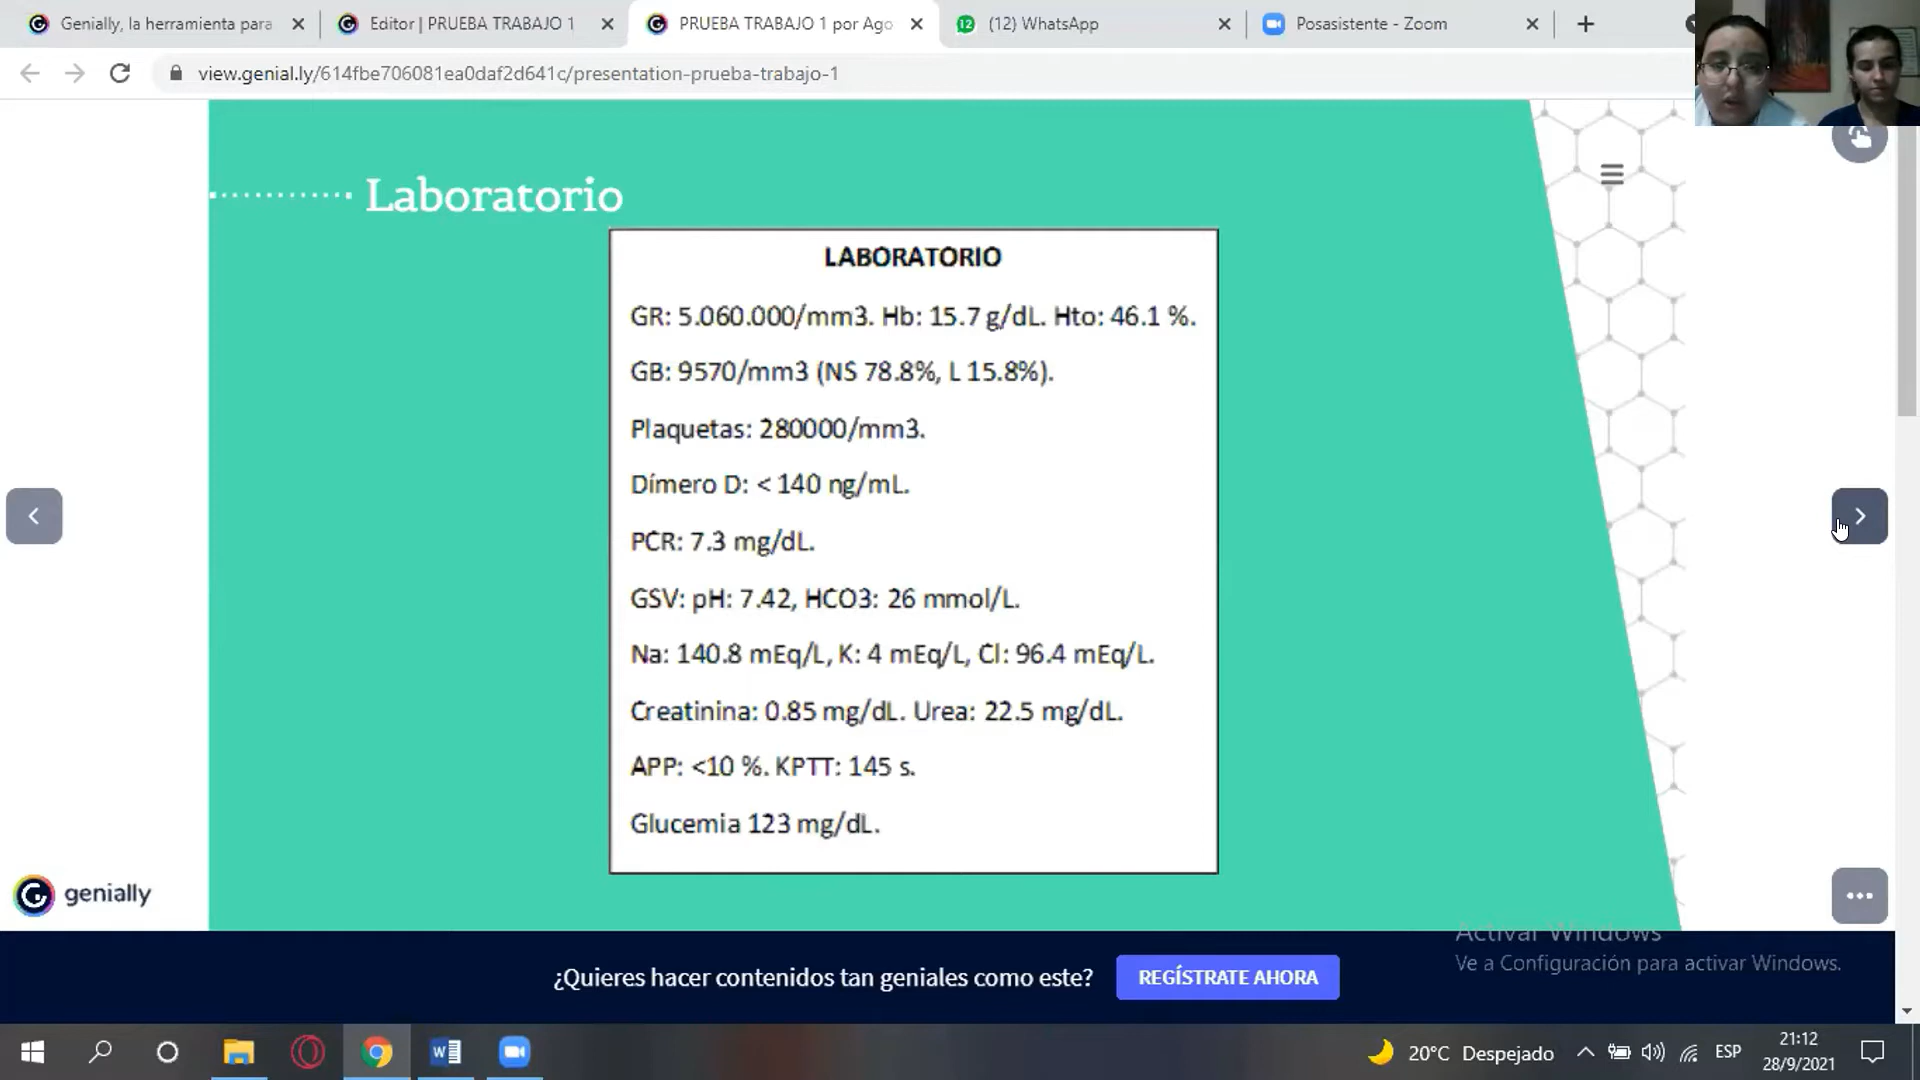 Genially, la herramienta para
Editor | PRUEBA TRABAJO 1
PRUEBA TRABAJO 1 por Ago
12
(12) WhatsApp
Posasistente - Zoom
view.genial.ly/614fbe706081ea0daf2d641c/presentation-prueba-trabajo-1
Laboratorio
LABORATORIO
GR: 5.060.000/mm3. Hb: 15.7 g/dL. Hto: 46.1 %.
GB: 9570/mm3 (NS 78.8%, L 15.8%).
Plaquetas: 280000/mm3.
Dímero D: < 140 ng/mL.
PCR: 7.3 mg/dL.
GSV: pH: 7.42, HCO3: 26 mmol/L.
Na: 140.8 mEq/L, K: 4 mEq/L, Cl: 96.4 mEq/L.
Creatinina: 0.85 mg/dL. Urea: 22.5 mg/dL.
APP: <10 %. KPTT: 145 s.
Glucemia 123 mg/dL.
genially
Activar Windows
Ve a Configuración para activar Windows.
¿Quieres hacer contenidos tan geniales como este?
REGÍSTRATE AHORA
20°C Despejado
ESP
21:12
28/9/2021